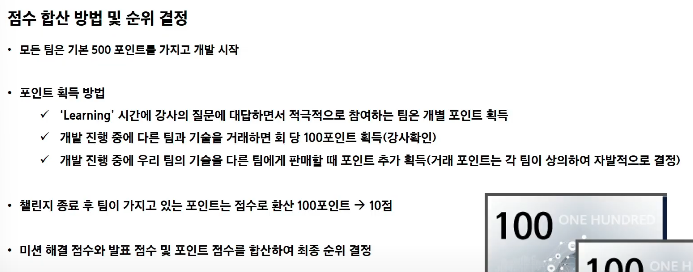 점수 합산 방법 및 순위 결정
• 모든 팀은 기본 500 포인트를 가지고 개발 시작
• 포인트 획득 방법
✓ 'Learning' 시간에 강사의 질문에 대답하면서 적극적으로 참여하는 팀은 개별 포인트 획득
✓ 개발 진행 중에 다른 팀과 기술을 거래하면 회 당 100포인트 획득(강사확인)
✓ 개발 진행 중에 우리 팀의 기술을 다른 팀에게 판매할 때 포인트 추가 획득(거래 포인트는 각 팀이 상의하여 자발적으로 결정)
• 챌린지 종료 후 팀이 가지고 있는 포인트는 점수로 환산 100포인트 → 10점
• 미션 해결 점수와 발표 점수 및 포인트 점수를 합산하여 최종 순위 결정
100 ONE HUNDRED
100 ONE HU